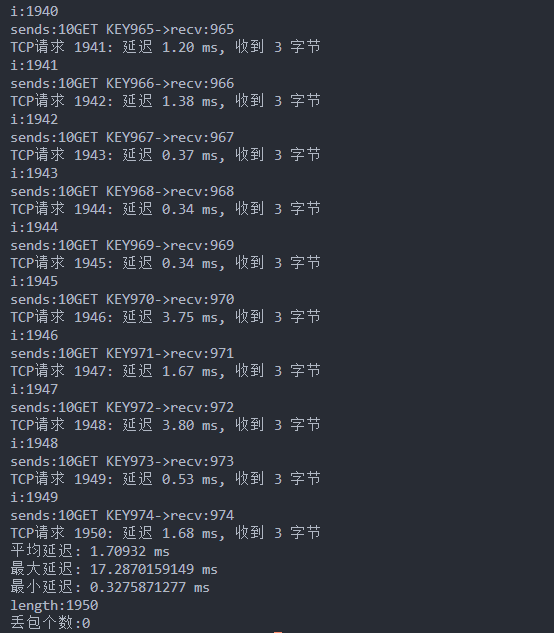 i:1940
sends:10GET KEY965->recv:965
TCP请求 1941: 延迟 1.20 ms, 收到 3 字节
i:1941
sends:10GET KEY966->recv:966
TCP请求 1942: 延迟 1.38 ms, 收到 3 字节
i:1942
sends:10GET KEY967->recv:967
TCP请求 1943: 延迟 0.37 ms, 收到 3 字节
i:1943
sends:10GET KEY968->recv:968
TCP请求 1944: 延迟 0.34 ms, 收到 3 字节
i:1944
sends:10GET KEY969->recv:969
TCP请求 1945: 延迟 0.34 ms, 收到 3 字节
i:1945
sends:10GET KEY970->recv:970
TCP请求 1946: 延迟 3.75 ms, 收到 3 字节
i:1946
sends:10GET KEY971->recv:971
TCP请求 1947: 延迟 1.67 ms, 收到 3 字节
i:1947
sends:10GET KEY972->recv:972
TCP请求 1948: 延迟 3.80 ms, 收到 3 字节
i:1948
sends:10GET KEY973->recv:973
TCP请求 1949: 延迟 0.53 ms, 收到 3 字节
i:1949
sends:10GET KEY974->recv:974
TCP请求 1950: 延迟 1.68 ms, 收到 3 字节
平均延迟: 1.70932 ms
最大延迟: 17.2870159149 ms
最小延迟: 0.3275871277 ms
length:1950
丢包个数:0